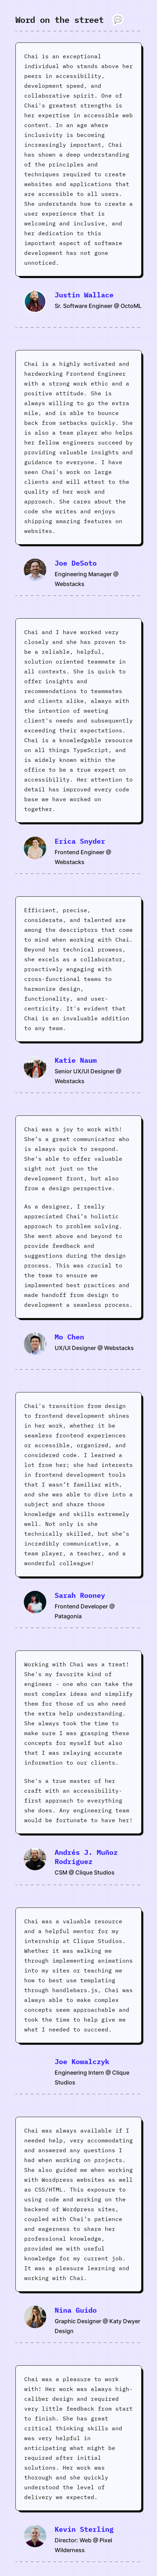 Word on the street
Chai is an exceptional
individual who stands above her
peers in accessibility,
development speed, and
collaborative spirit. One of
Chai's greatest strengths is
her expertise in accessible web
content. In an age where
inclusivity is becoming
increasingly important, Chai
has shown a deep understanding
of the principles and
techniques required to create
websites and applications that
are accessible to all users.
She understands how to create a
user experience that is
welcoming and inclusive, and
her dedication to this
important aspect of software
development has not gone
unnoticed.
Justin Wallace
Sr. Software Engineer @ OctoML
Chai is a highly motivated and
hardworking Frontend Engineer
with a strong work ethic and a
positive attitude. She is
always willing to go the extra
mile, and is able to bounce
back from setbacks quickly. She
is also a team player who helps
her fellow engineers succeed by
providing valuable insights and
guidance to everyone. I have
seen Chai's work on large
clients and will attest to the
quality of her work and
approach. She cares about the
code she writes and enjoys
shipping amazing features on
websites.
Joe DeSoto
Engineering Manager @
Webstacks
Chai and I have worked very
closely and she has proven to
be a reliable, helpful,
solution oriented teammate in
all contexts. She is quick to
offer insights and
recommendations to teammates
and clients alike, always with
the intention of meeting
client's needs and consequently
exceeding their expectations.
Chai is a knowledgable resource
on all things TypeScript, and
is widely known within the
office to be a true expert on
accessibility. Her attention to
detail has improved every code
base we have worked on
together.
Erica Snyder
Frontend Engineer @
Webstacks
Efficient, precise,
considerate, and talented are
among the descriptors that come
to mind when working with Chai.
Beyond her technical prowess,
she excels as a collaborator,
proactively engaging with
cross-functional teams to
harmonize design,
functionality, and user-
centricity. It's evident that
Chai is an invaluable addition
to any team.
Katie Naum
Senior UX/UI Designer @
Webstacks
Chai was a joy to work with!
She's a great communicator who
is always quick to respond.
She's able to offer valuable
sight not just on the
development front, but also
from a design perspective.
As a designer, I really
appreciated Chai's holistic
approach to problem solving.
She went above and beyond to
provide feedback and
suggestions during the design
process. This was crucial to
the team to ensure we
implemented best practices and
made handoff from design to
development a seamless process.
Mo Chen
UX/UI Designer @ Webstacks
Chai's transition from design
to frontend development shines
in her work, whether it be
seamless frontend experiences
or accessible, organized, and
considered code. I learned a
lot from her; she had interests
in frontend development tools
that I wasn't familiar with,
and she was able to dive into a
subject and share those
knowledge and skills extremely
well. Not only is she
technically skilled, but she's
incredibly communicative, a
team player, a teacher, and a
wonderful colleague!
Sarah Rooney
Frontend Developer @
Patagonia
Working with Chai was a treat!
She's my favorite kind of
engineer - one who can take the
most complex ideas and simplify
them for those of us who need
the extra help understanding.
She always took the time to
make sure I was grasping these
concepts for myself but also
that I was relaying accurate
information to our clients.
She's a true master of her
craft with an accessibility-
first approach to everything
she does. Any engineering team
would be fortunate to have her!
Andrés J. Muñoz
Rodriguez
CSM @ Clique Studios
Chai was a valuable resource
and a helpful mentor for my
internship at Clique Studios.
Whether it was walking me
through implementing animations
into my sites or teaching me
how to best use templating
through handlebars.js, Chai was
always able to make complex
concepts seem approachable and
took the time to help give me
what I needed to succeed.
Joe Kowalczyk
Engineering Intern @ Clique
Studios
Chai was always available if I
needed help, very accommodating
and answered any questions I
had when working on projects.
She also guided me when working
with Wordpress websites as well
as CSS/HTML. This exposure to
using code and working on the
backend of Wordpress sites,
coupled with Chai's patience
and eagerness to share her
professional knowledge,
provided me with useful
knowledge for my current job.
It was a pleasure learning and
working with Chai.
Nina Guido
Graphic Designer @ Katy Dwyer
Design
Chai was a pleasure to work
with! Her work was always high-
caliber design and required
very little feedback from start
to finish. She has great
critical thinking skills and
was very helpful in
anticipating what might be
required after initial
solutions. Her work was
thorough and she quickly
understood the level of
delivery we expected.
Kevin Sterling
Director: Web @ Pixel
Wilderness